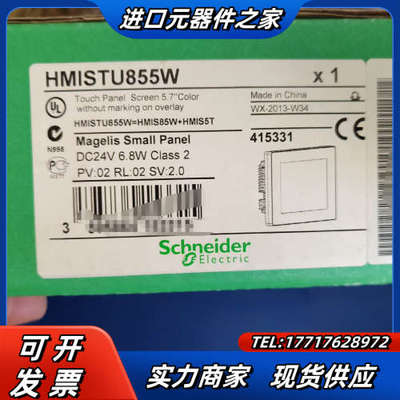 进口元器件之家
HMISTU855W
x 1
Touch Panel Screen 5.7"Color
without marking on overlay
HMISTU855W=HMIS85W+HMIS5T
Made in China
WX-2013-W34
N998
Magelis Small Panel
DC24V 6.8W Class 2
PV:02 RL:02 SV:2.0
415331
CE
UL
3
Schneider
Electric
TEL:17717628972
可开
发票
实力商家 现货供应